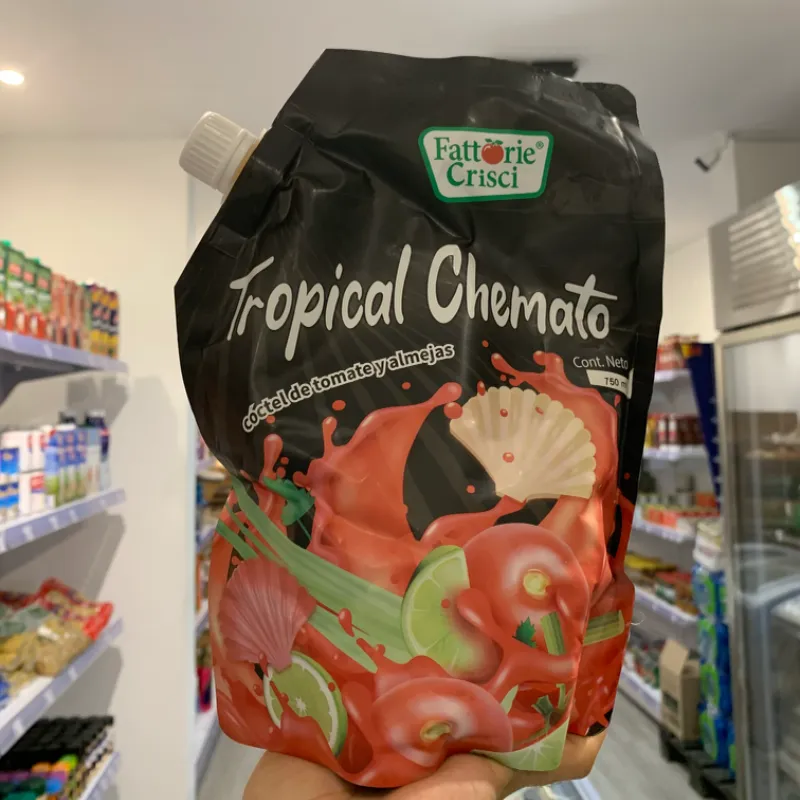 Fattorie®
Crisci
Tropical Chemato
cóctel de tomate y almejas
Cont. Neto
750 ml